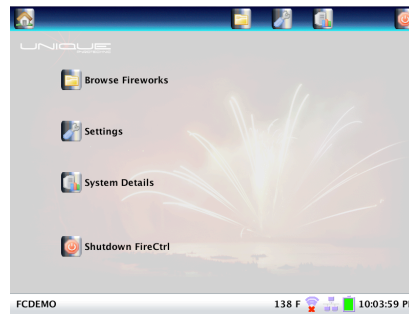 UNIQUE
Browse Fireworks
Settings
System Details
Shutdown FireCtrl
FCDEMO 138 F 10:03:59 P